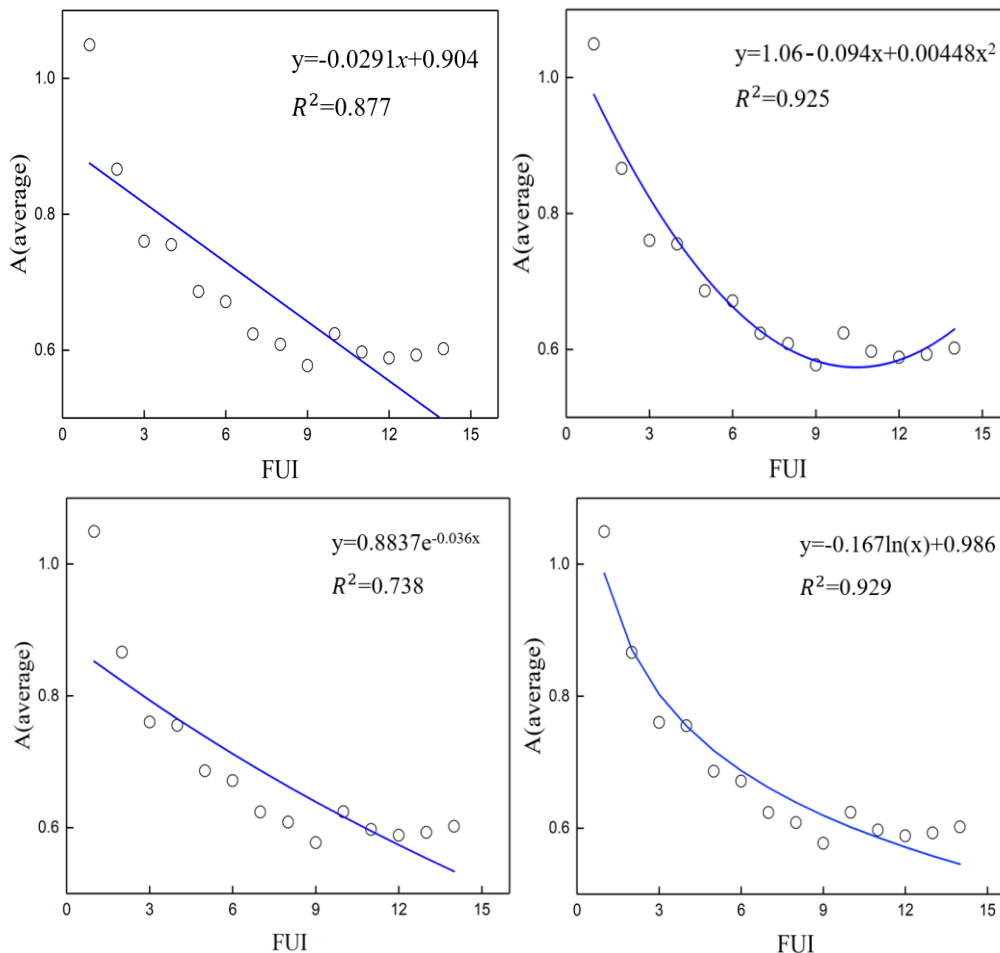 y=-0.0291x+0.904
R²=0.877
1.0
0.8
0.6
A(average)
0 3 6 9 12 15
FUI
y=1.06-0.094x+0.00448x²
R²=0.925
1.0
0.8
0.6
A(average)
0 3 6 9 12 15
FUI
y=0.8837e^-0.036x
R²=0.738
1.0
0.8
0.6
A(average)
0 3 6 9 12 15
FUI
y=-0.167ln(x)+0.986
R²=0.929
1.0
0.8
0.6
A(average)
0 3 6 9 12 15
FUI